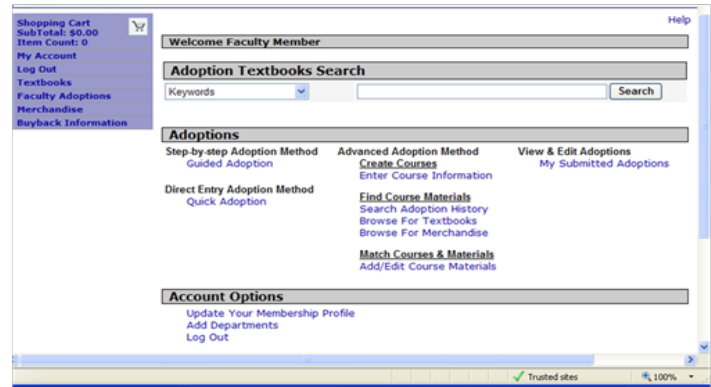 Shopping Cart
SubTotal: $0.00
Item Count: 0
My Account
Log Out
Textbooks
Faculty Adoptions
Merchandise
Buyback Information
Help
Welcome Faculty Member
Adoption Textbooks Search
Keywords
Search
Adoptions
Step-by-step Adoption Method
Guided Adoption
Direct Entry Adoption Method
Quick Adoption
Advanced Adoption Method
Create Courses
Enter Course Information
Find Course Materials
Search Adoption History
Browse For Textbooks
Browse For Merchandise
Match Courses & Materials
Add/Edit Course Materials
View & Edit Adoptions
My Submitted Adoptions
Account Options
Update Your Membership Profile
Add Departments
Log Out
Trusted sites
100%